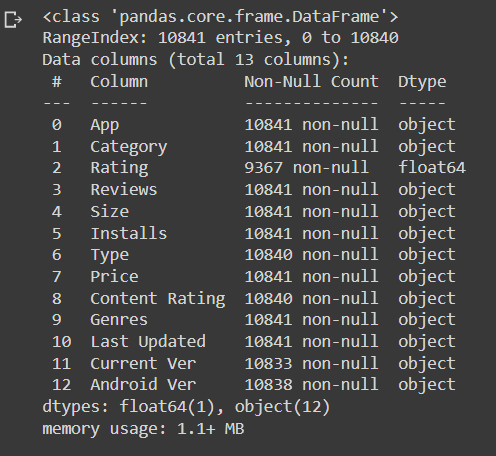 <class 'pandas.core.frame.DataFrame'>
RangeIndex: 10841 entries, 0 to 10840
Data columns (total 13 columns):
 #   Column          Non-Null Count  Dtype
---  ------          --------------  -----
 0   App             10841 non-null  object
 1   Category        10841 non-null  object
 2   Rating          9367 non-null   float64
 3   Reviews         10841 non-null  object
 4   Size            10841 non-null  object
 5   Installs        10841 non-null  object
 6   Type            10840 non-null  object
 7   Price           10841 non-null  object
 8   Content Rating  10840 non-null  object
 9   Genres          10841 non-null  object
 10  Last Updated    10841 non-null  object
 11  Current Ver     10833 non-null  object
 12  Android Ver     10838 non-null  object
dtypes: float64(1), object(12)
memory usage: 1.1+ MB